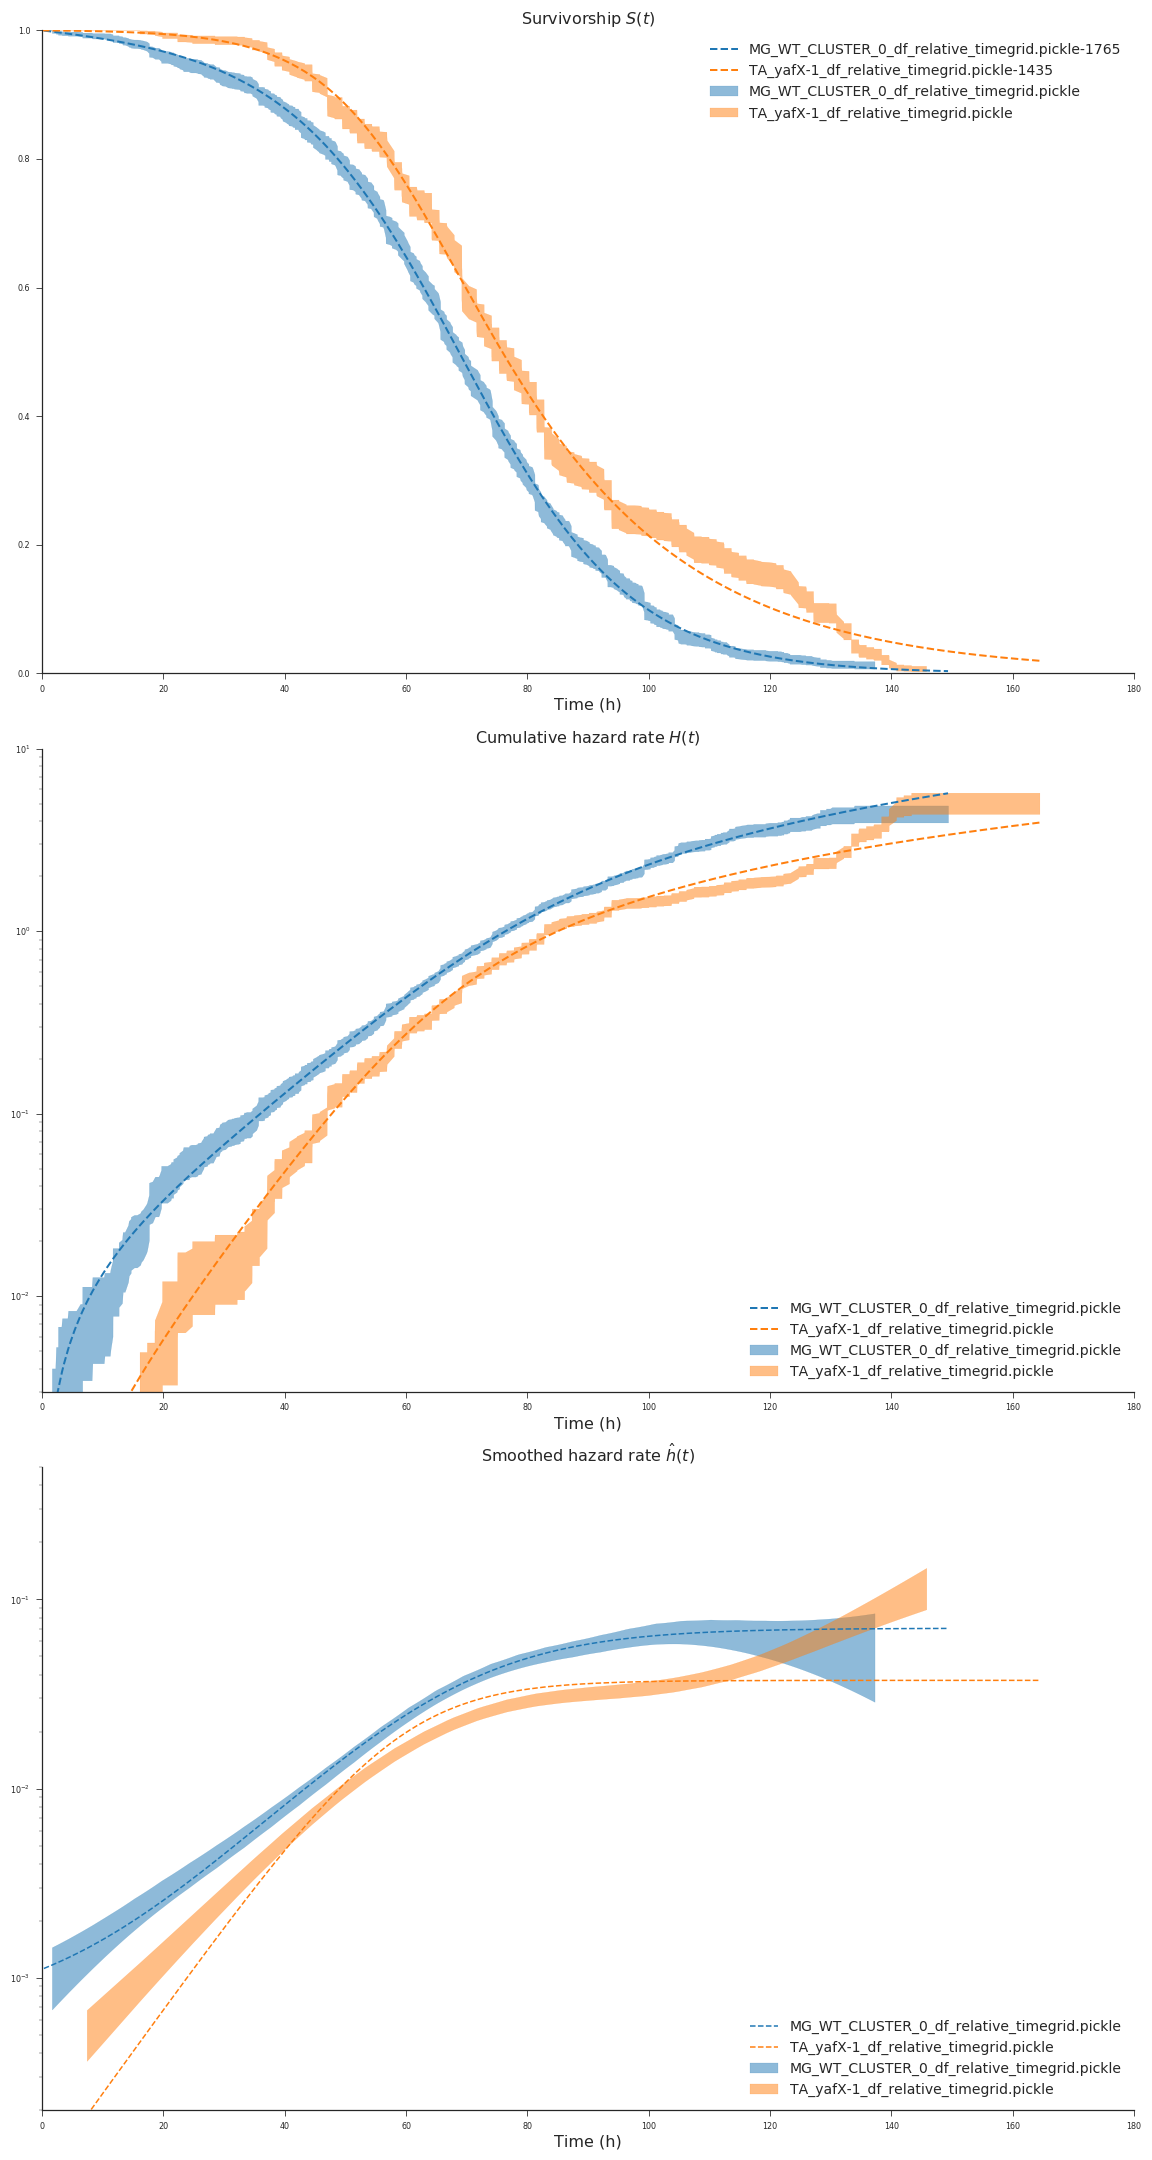 Survivorship S(t)
1.0
0.8
0.6
0.4
0.2
0.0
MG_WT_CLUSTER_0_df_relative_timegrid.pickle-1765
TA_yafX-1_df_relative_timegrid.pickle-1435
MG_WT_CLUSTER_0_df_relative_timegrid.pickle
TA_yafX-1_df_relative_timegrid.pickle
0 20 40 60 80 100 120 140 160 180
Time (h)
Cumulative hazard rate H(t)
10¹
10⁰
10⁻¹
10⁻²
MG_WT_CLUSTER_0_df_relative_timegrid.pickle
TA_yafX-1_df_relative_timegrid.pickle
MG_WT_CLUSTER_0_df_relative_timegrid.pickle
TA_yafX-1_df_relative_timegrid.pickle
0 20 40 60 80 100 120 140 160 180
Time (h)
Smoothed hazard rate ĥ(t)
10⁻¹
10⁻²
10⁻³
MG_WT_CLUSTER_0_df_relative_timegrid.pickle
TA_yafX-1_df_relative_timegrid.pickle
MG_WT_CLUSTER_0_df_relative_timegrid.pickle
TA_yafX-1_df_relative_timegrid.pickle
0 20 40 60 80 100 120 140 160 180
Time (h)